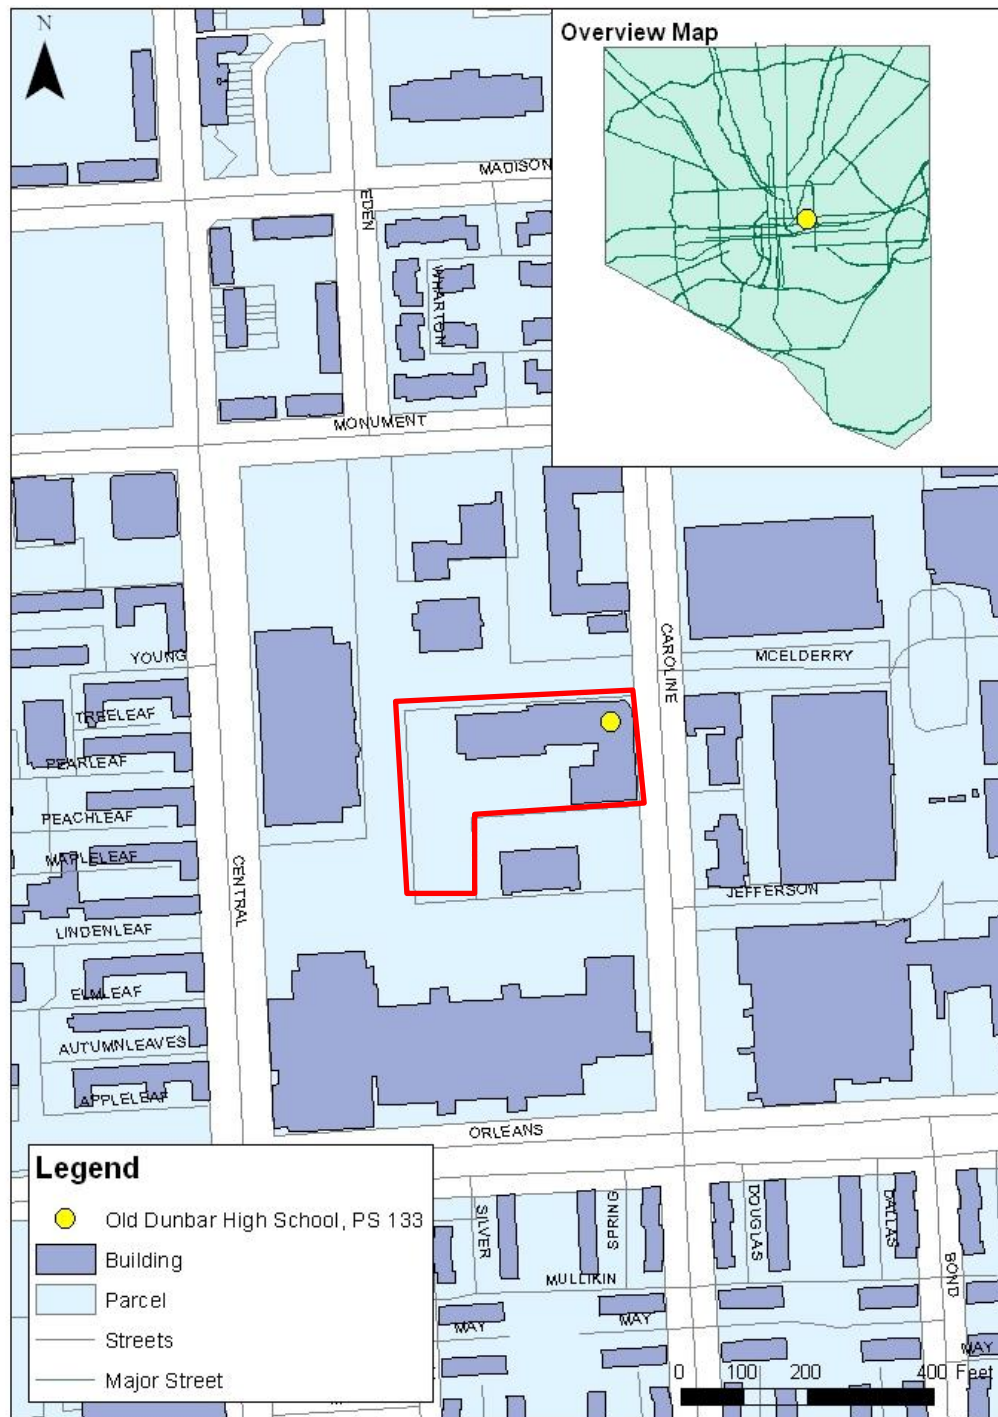 N
Overview Map
MADISON
EDEN
WHARTON
MONUMENT
CAROLINE
MCELDERRY
YOUNG
TREELEAF
PEARLEAF
PEACHLEAF
MAPLELEAF
CENTRAL
JEFFERSON
LINDENLEAF
ELMLEAF
AUTUMNLEAVES
APPLELEAF
ORLEANS
Legend
Old Dunbar High School, PS 133
Building
Parcel
Streets
Major Street
SILVER
SPRING
DOUGLAS
DALLAS
BOND
MULLIKIN
MAY
MAY
MAY
0 100 200 400 Feet